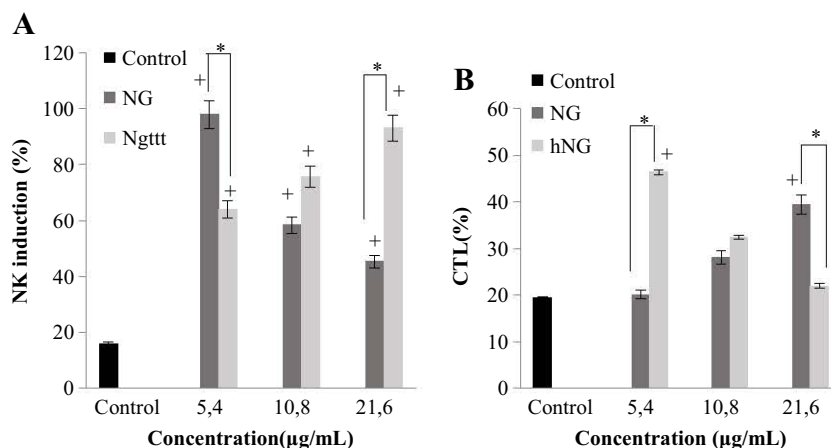 A
NK induction (%)
120
100
80
60
40
20
0
Control
NG
Ngttt
*
*
+
+
+
+
+
+
Control
5,4
10,8
21,6
Concentration(µg/mL)
B
CTL(%)
60
50
40
30
20
10
0
Control
NG
hNG
*
*
+
+
Control
5,4
10,8
21,6
Concentration (µg/mL)